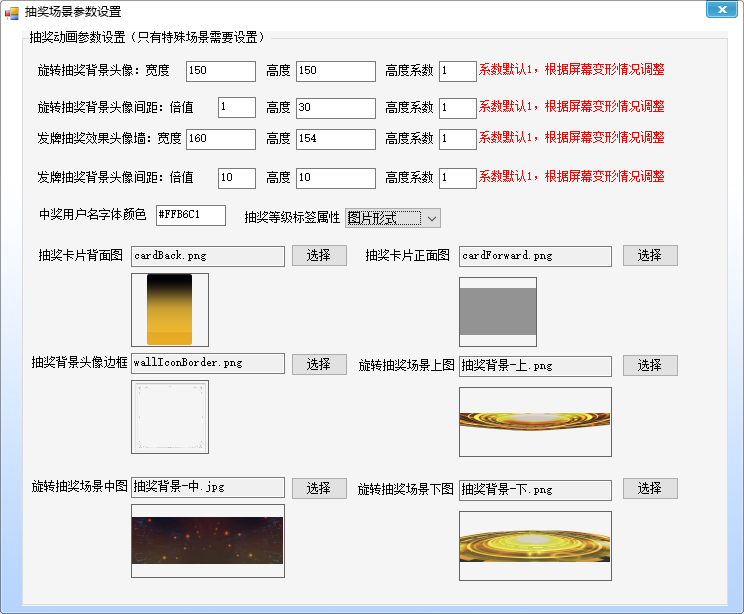 抽奖场景参数设置
抽奖动画参数设置（只有特殊场景需要设置）
旋转抽奖背景头像：宽度 150 高度 150 高度系数 1 系数默认1，根据屏幕变形情况调整
旋转抽奖背景头像间距：倍值 1 高度 30 高度系数 1 系数默认1，根据屏幕变形情况调整
发牌抽奖效果头像墙：宽度 160 高度 154 高度系数 1 系数默认1，根据屏幕变形情况调整
发牌抽奖背景头像间距：倍值 10 高度 10 高度系数 1 系数默认1，根据屏幕变形情况调整
中奖用户名字体颜色 #FFB6C1 抽奖等级标签属性 图片形式
抽奖卡片背面图 cardBack.png 选择 抽奖卡片正面图 cardForward.png 选择
抽奖背景头像边框 wallIconBorder.png 选择 旋转抽奖场景上图 抽奖背景-上.png 选择
旋转抽奖场景中图 抽奖背景-中.jpg 选择 旋转抽奖场景下图 抽奖背景-下.png 选择